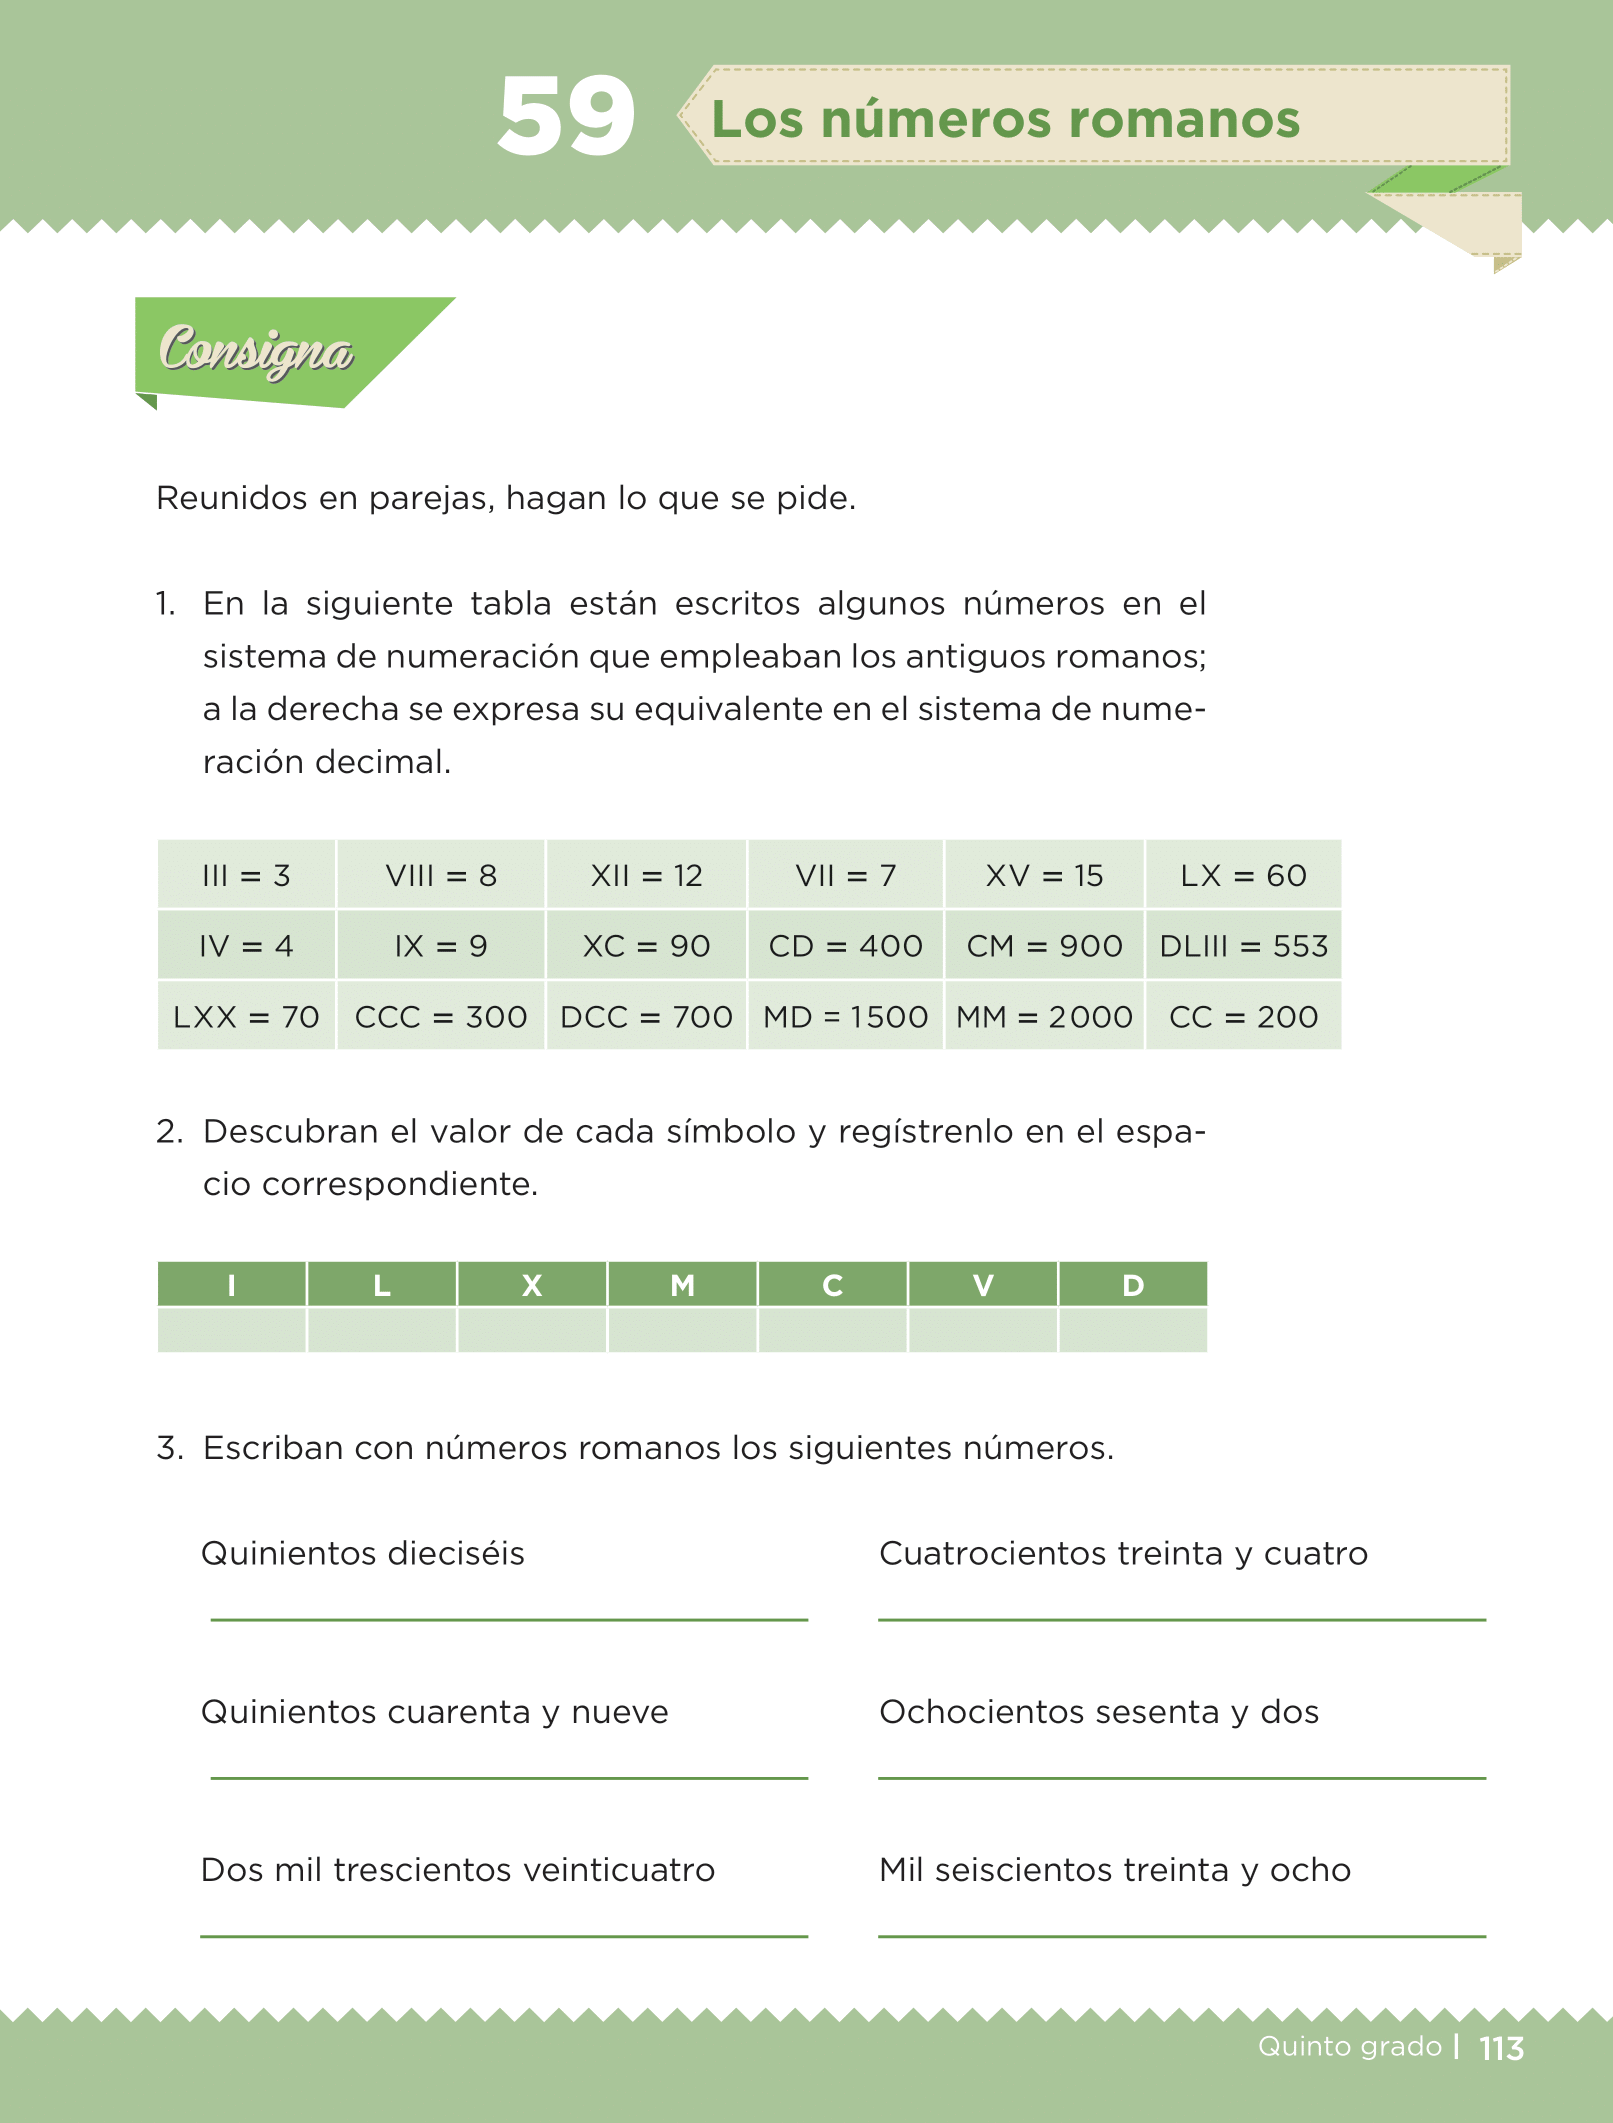 59
Los números romanos
Consigna
Reunidos en parejas, hagan lo que se pide.
1. En la siguiente tabla están escritos algunos números en el
sistema de numeración que empleaban los antiguos romanos;
a la derecha se expresa su equivalente en el sistema de nume-
ración decimal.
III = 3 VIII = 8 XII = 12 VII = 7 XV = 15 LX = 60
IV = 4 IX = 9 XC = 90 CD = 400 CM = 900 DLIII = 553
LXX = 70 CCC = 300 DCC = 700 MD = 1500 MM = 2000 CC = 200
2. Descubran el valor de cada símbolo y regístrenlo en el espa-
cio correspondiente.
I L X M C V D
3. Escriban con números romanos los siguientes números.
Quinientos dieciséis Cuatrocientos treinta y cuatro
Quinientos cuarenta y nueve Ochocientos sesenta y dos
Dos mil trescientos veinticuatro Mil seiscientos treinta y ocho
Quinto grado | 113